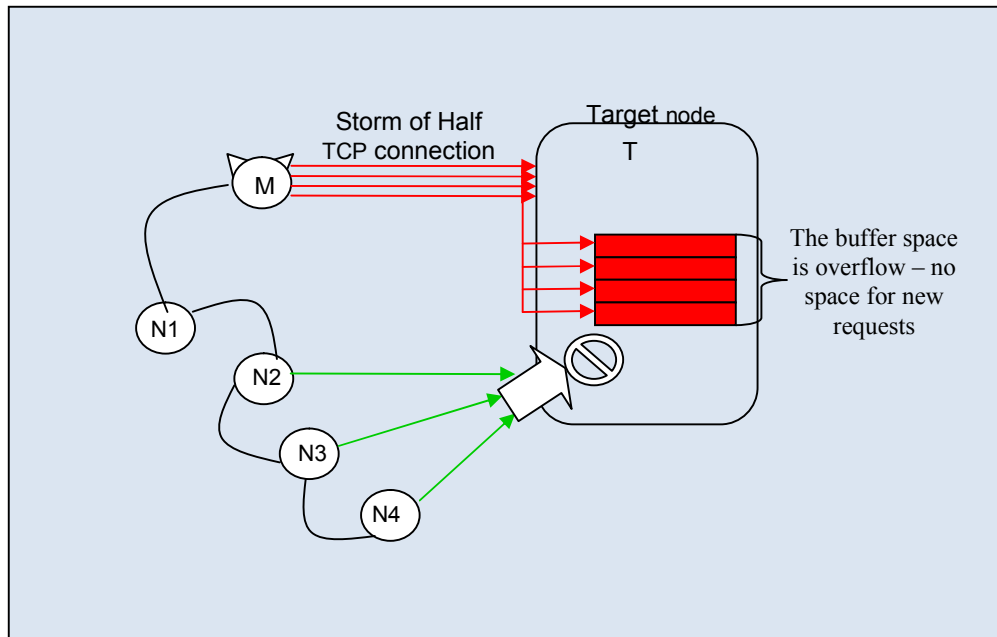 Storm of Half
TCP connection
Target node
T
M
The buffer space
is overflow – no
space for new
requests
N1
N2
N3
N4